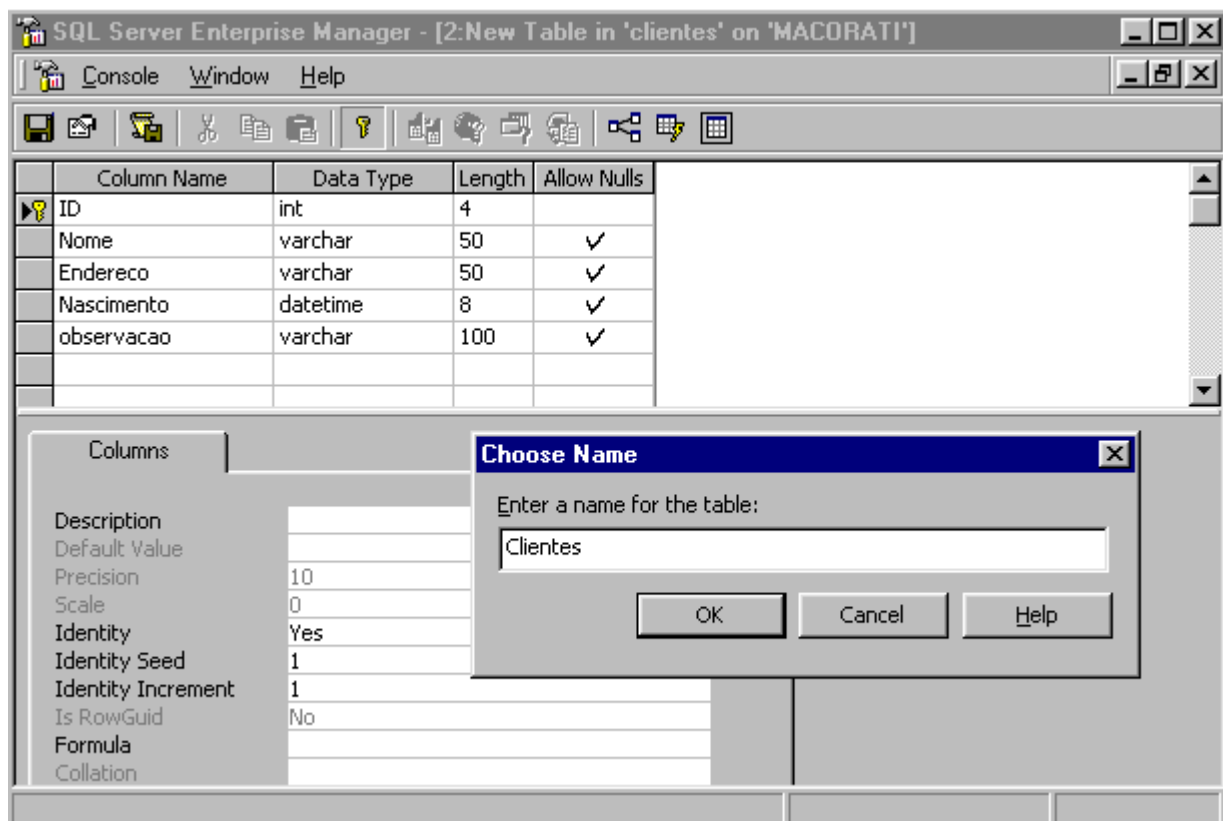 SQL Server Enterprise Manager - [2:New Table in 'clientes' on 'MACORATI']
Console Window Help
Column Name Data Type Length Allow Nulls
ID int 4
Nome varchar 50
Endereco varchar 50
Nascimento datetime 8
observacao varchar 100
Columns
Description
Default Value
Precision 10
Scale 0
Identity Yes
Identity Seed 1
Identity Increment 1
Is RowGuid No
Formula
Collation
Choose Name
Enter a name for the table:
Clientes
OK Cancel Help